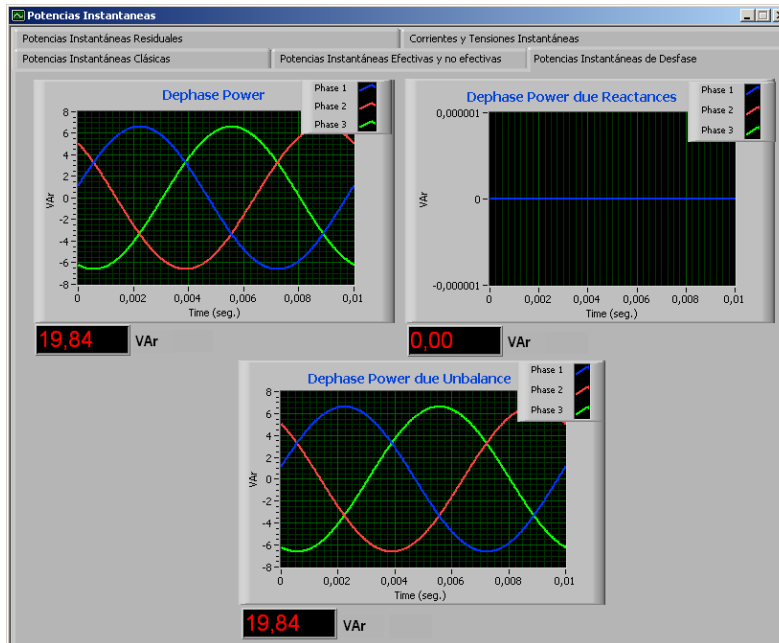 Potencias Instantaneas
Potencias Instantáneas Residuales
Corrientes y Tensiones Instantáneas
Potencias Instantáneas Clásicas
Potencias Instantáneas Efectivas y no efectivas
Potencias Instantáneas de Desfase
Dephase Power
Phase 1
Phase 2
Phase 3
8
6
4
2
0
-2
-4
-6
-8
VAr
0
0,002
0,004
0,006
0,008
0,01
Time (seg.)
19,84
VAr
Dephase Power due Reactances
Phase 1
Phase 2
Phase 3
0,000001
0
-0,000001
VAr
0
0,002
0,004
0,006
0,008
0,01
Time (seg.)
0,00
VAr
Dephase Power due Unbalance
Phase 1
Phase 2
Phase 3
8
6
4
2
0
-2
-4
-6
-8
VAr
0
0,002
0,004
0,006
0,008
0,01
Time (seg.)
19,84
VAr